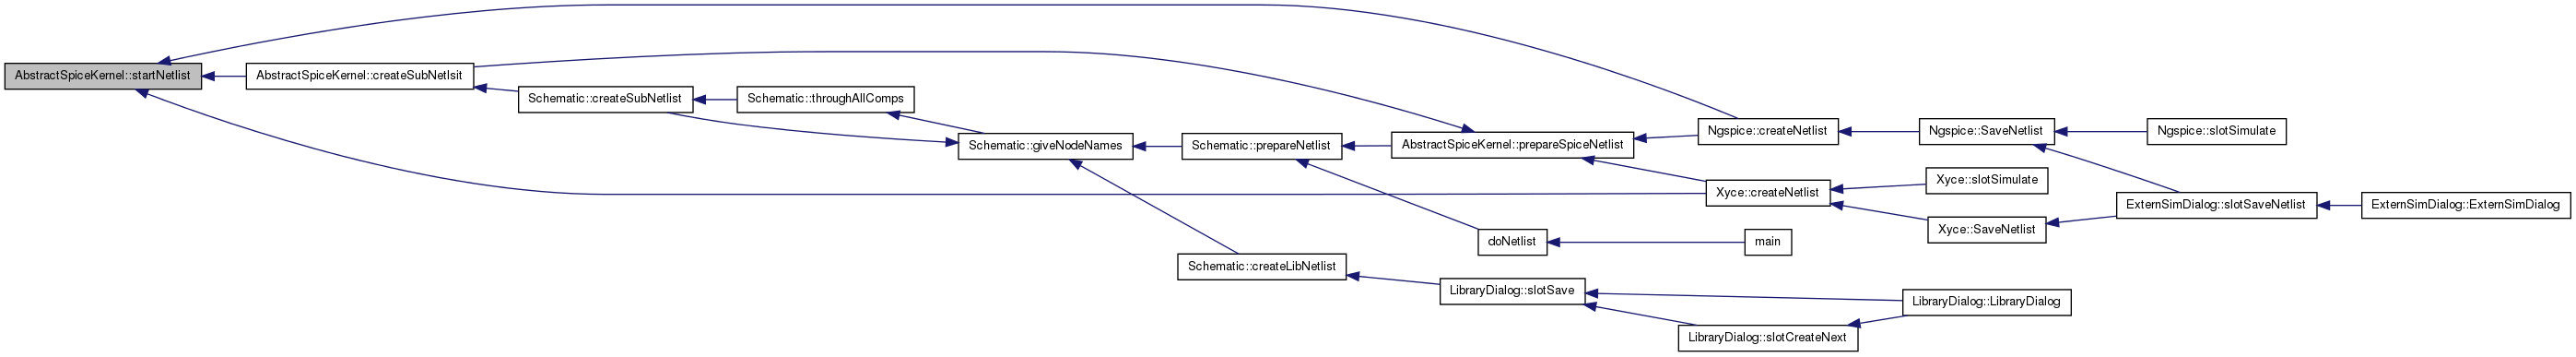 AbstractSpiceKernel::startNetlist
AbstractSpiceKernel::createSubNetlsit
Schematic::createSubNetlist
Schematic::throughAllComps
Schematic::giveNodeNames
Schematic::prepareNetlist
AbstractSpiceKernel::prepareSpiceNetlist
Ngspice::createNetlist
Ngspice::SaveNetlist
Ngspice::slotSimulate
Xyce::createNetlist
Xyce::slotSimulate
Xyce::SaveNetlist
ExternSimDialog::slotSaveNetlist
ExternSimDialog::ExternSimDialog
doNetlist
main
Schematic::createLibNetlist
LibraryDialog::slotSave
LibraryDialog::LibraryDialog
LibraryDialog::slotCreateNext